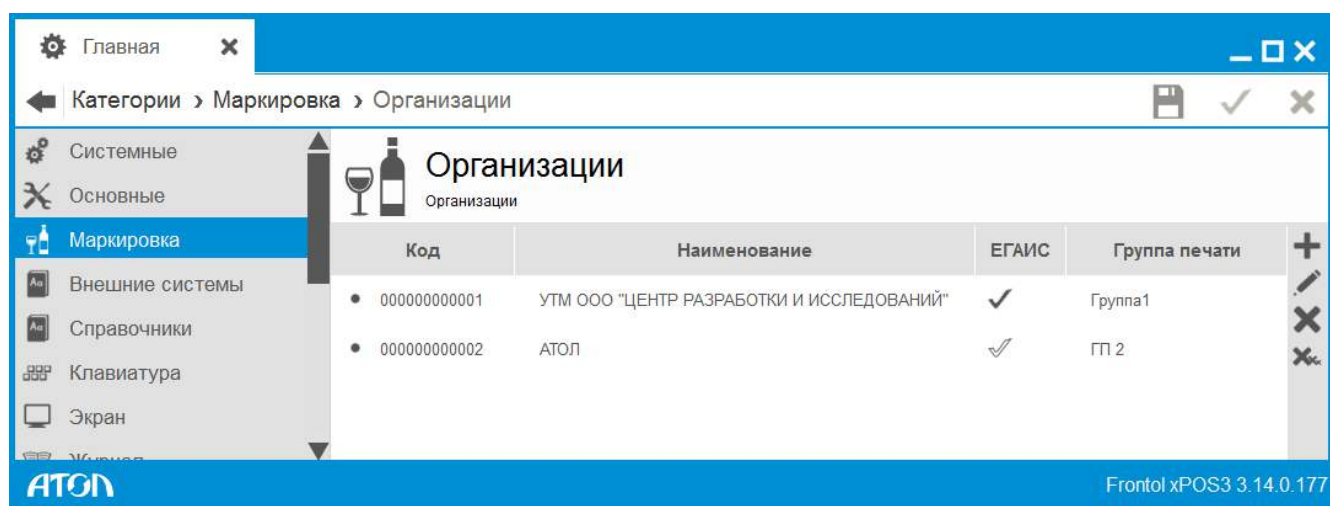 Главная
Категории › Маркировка › Организации
Системные
Основные
Маркировка
Внешние системы
Справочники
Клавиатура
Экран
Журнал
Организации
Организации
Код Наименование ЕГАИС Группа печати
000000000001 УТМ ООО "ЦЕНТР РАЗРАБОТКИ И ИССЛЕДОВАНИЙ" Группа1
000000000002 АТОЛ ГП 2
АТОЛ Frontol xPOS3 3.14.0.177